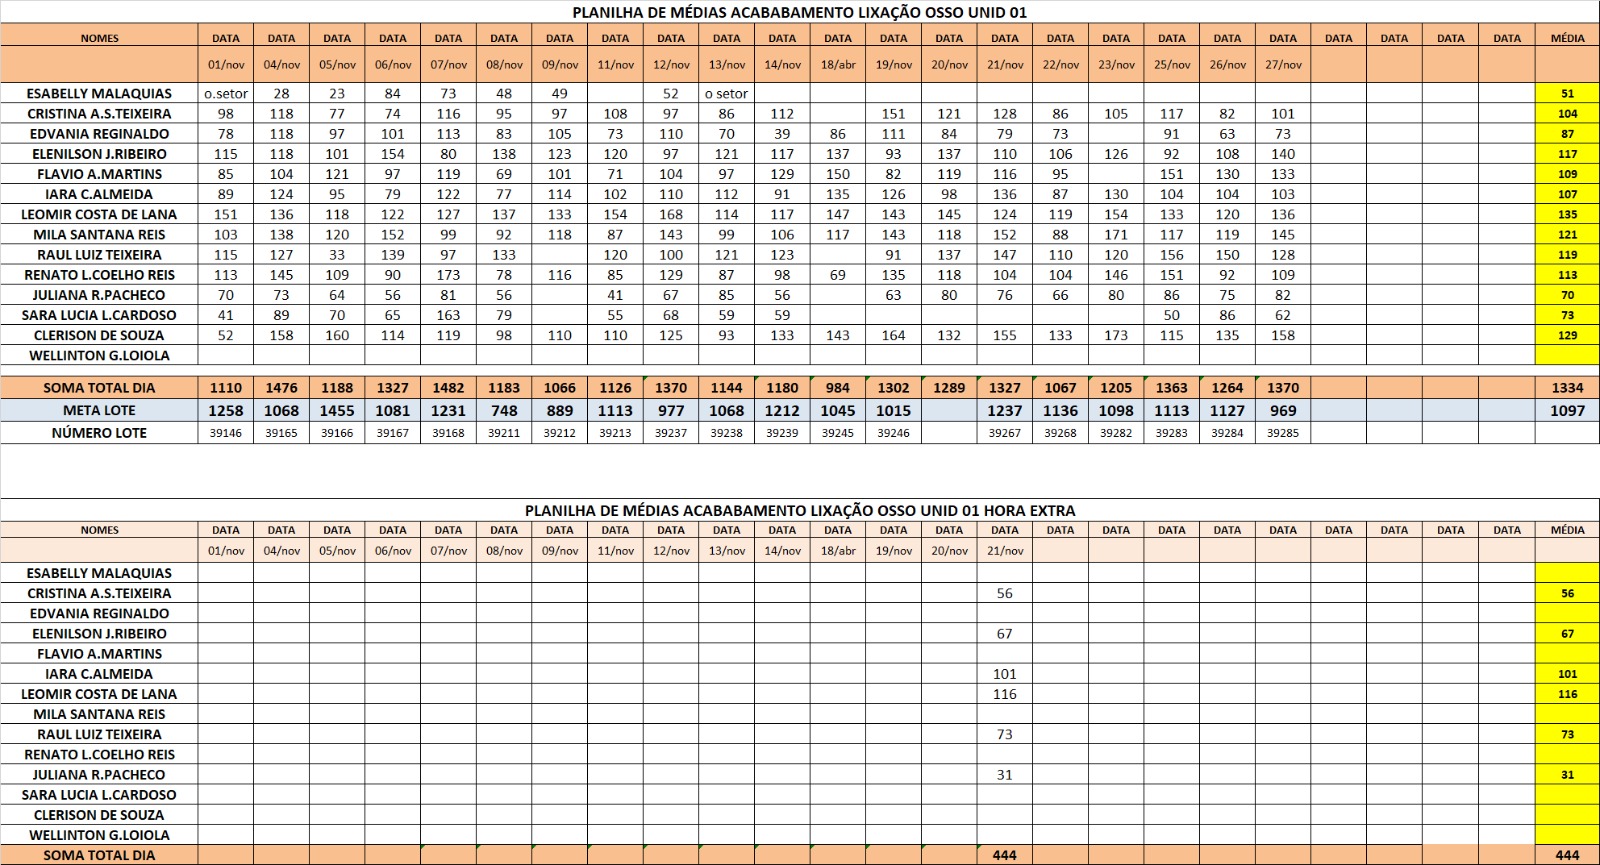 PLANILHA DE MÉDIAS ACABABAMENTO LIXAÇÃO OSSO UNID 01
NOMES DATA DATA DATA DATA DATA DATA DATA DATA DATA DATA DATA DATA DATA DATA DATA DATA DATA DATA DATA DATA DATA DATA DATA DATA MÉDIA
01/nov 04/nov 05/nov 06/nov 07/nov 08/nov 09/nov 11/nov 12/nov 13/nov 14/nov 18/abr 19/nov 20/nov 21/nov 22/nov 23/nov 25/nov 26/nov 27/nov
ESABELLY MALAQUIAS o.setor 28 23 84 73 48 49 52 o setor 51
CRISTINA A.S.TEIXEIRA 98 118 77 74 116 95 97 108 97 86 112 151 121 128 86 105 117 82 101 104
EDVANIA REGINALDO 78 118 97 101 113 83 105 73 110 70 39 86 111 84 79 73 91 63 73 87
ELENILSON J.RIBEIRO 115 118 101 154 80 138 123 120 97 121 117 137 93 137 110 106 126 92 108 140 117
FLAVIO A.MARTINS 85 104 121 97 119 69 101 71 104 97 129 150 82 119 116 95 151 130 133 109
IARA C.ALMEIDA 89 124 95 79 122 77 114 102 110 112 91 135 126 98 136 87 130 104 104 103 107
LEOMIR COSTA DE LANA 151 136 118 122 127 137 133 154 168 114 117 147 143 145 124 119 154 133 120 136 135
MILA SANTANA REIS 103 138 120 152 99 92 118 87 143 99 106 117 143 118 152 88 171 117 119 145 121
RAUL LUIZ TEIXEIRA 115 127 33 139 97 133 120 100 121 123 91 137 147 110 120 156 150 128 119
RENATO L.COELHO REIS 113 145 109 90 173 78 116 85 129 87 98 69 135 118 104 104 146 151 92 109 113
JULIANA R.PACHECO 70 73 64 56 81 56 41 67 85 56 63 80 76 66 80 86 75 82 70
SARA LUCIA L.CARDOSO 41 89 70 65 163 79 55 68 59 59 50 86 62 73
CLERISON DE SOUZA 52 158 160 114 119 98 110 110 125 93 133 143 164 132 155 133 173 115 135 158 129
WELLINTON G.LOIOLA
SOMA TOTAL DIA 1110 1476 1188 1327 1482 1183 1066 1126 1370 1144 1180 984 1302 1289 1327 1067 1205 1363 1264 1370 1334
META LOTE 1258 1068 1455 1081 1231 748 889 1113 977 1068 1212 1045 1015 1237 1136 1098 1113 1127 969 1097
NÚMERO LOTE 39146 39165 39166 39167 39168 39211 39212 39213 39237 39238 39239 39245 39246 39267 39268 39282 39283 39284 39285
PLANILHA DE MÉDIAS ACABABAMENTO LIXAÇÃO OSSO UNID 01 HORA EXTRA
NOMES DATA DATA DATA DATA DATA DATA DATA DATA DATA DATA DATA DATA DATA DATA DATA DATA DATA DATA DATA DATA DATA DATA DATA DATA MÉDIA
01/nov 04/nov 05/nov 06/nov 07/nov 08/nov 09/nov 11/nov 12/nov 13/nov 14/nov 18/abr 19/nov 20/nov 21/nov
ESABELLY MALAQUIAS
CRISTINA A.S.TEIXEIRA 56 56
EDVANIA REGINALDO
ELENILSON J.RIBEIRO 67 67
FLAVIO A.MARTINS
IARA C.ALMEIDA 101 101
LEOMIR COSTA DE LANA 116 116
MILA SANTANA REIS
RAUL LUIZ TEIXEIRA 73 73
RENATO L.COELHO REIS
JULIANA R.PACHECO 31 31
SARA LUCIA L.CARDOSO
CLERISON DE SOUZA
WELLINTON G.LOIOLA
SOMA TOTAL DIA 444 444